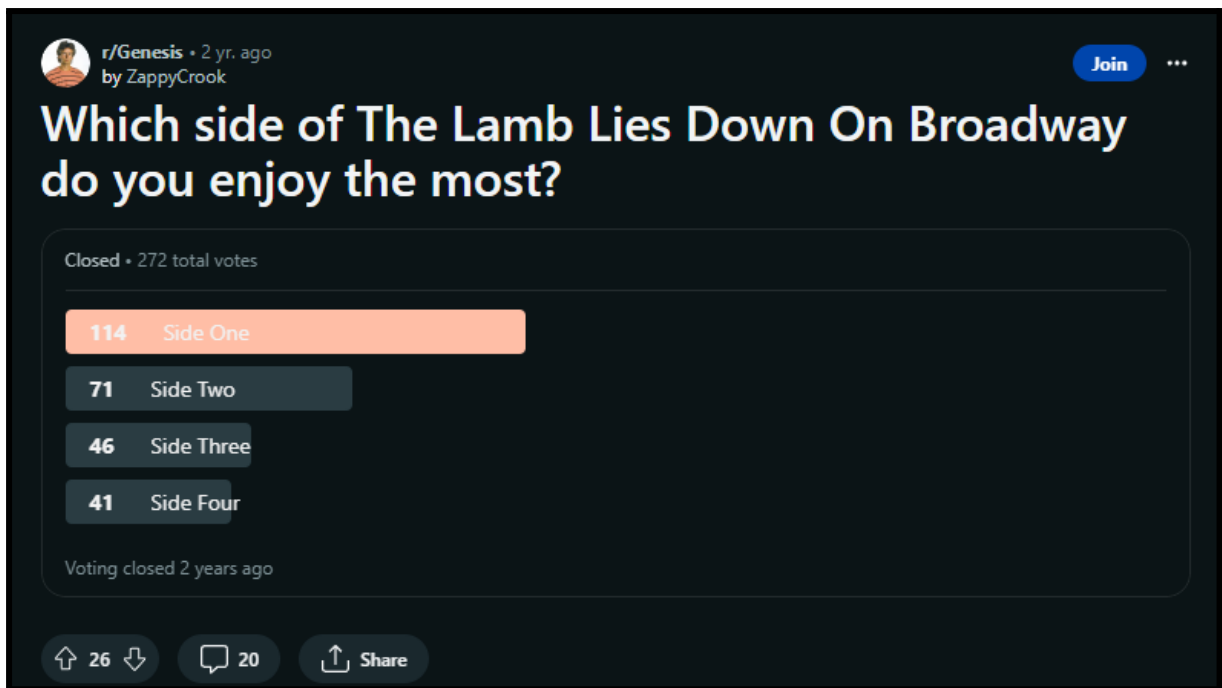 r/Genesis • 2 yr. ago
by ZappyCrook
Join
Which side of The Lamb Lies Down On Broadway
do you enjoy the most?
Closed • 272 total votes
114 Side One
71 Side Two
46 Side Three
41 Side Four
Voting closed 2 years ago
26 20 Share